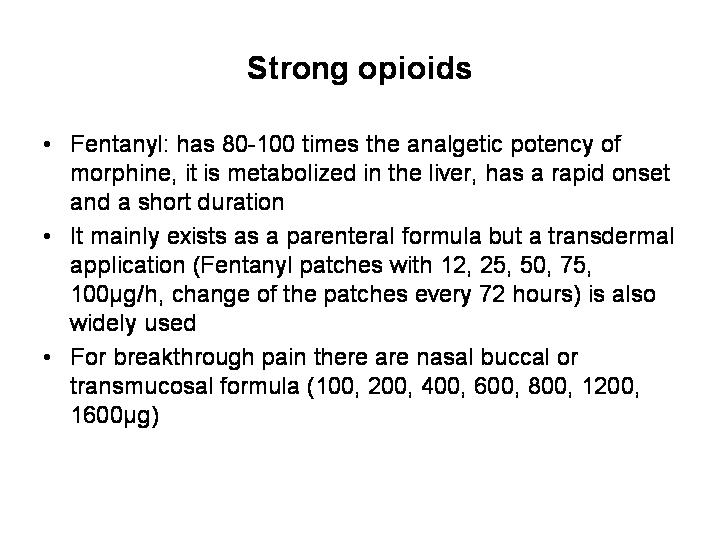 Strong opioids
• Fentanyl: has 80-100 times the analgetic potency of
morphine, it is metabolized in the liver, has a rapid onset
and a short duration
• It mainly exists as a parenteral formula but a transdermal
application (Fentanyl patches with 12, 25, 50, 75,
100µg/h, change of the patches every 72 hours) is also
widely used
• For breakthrough pain there are nasal buccal or
transmucosal formula (100, 200, 400, 600, 800, 1200,
1600µg)